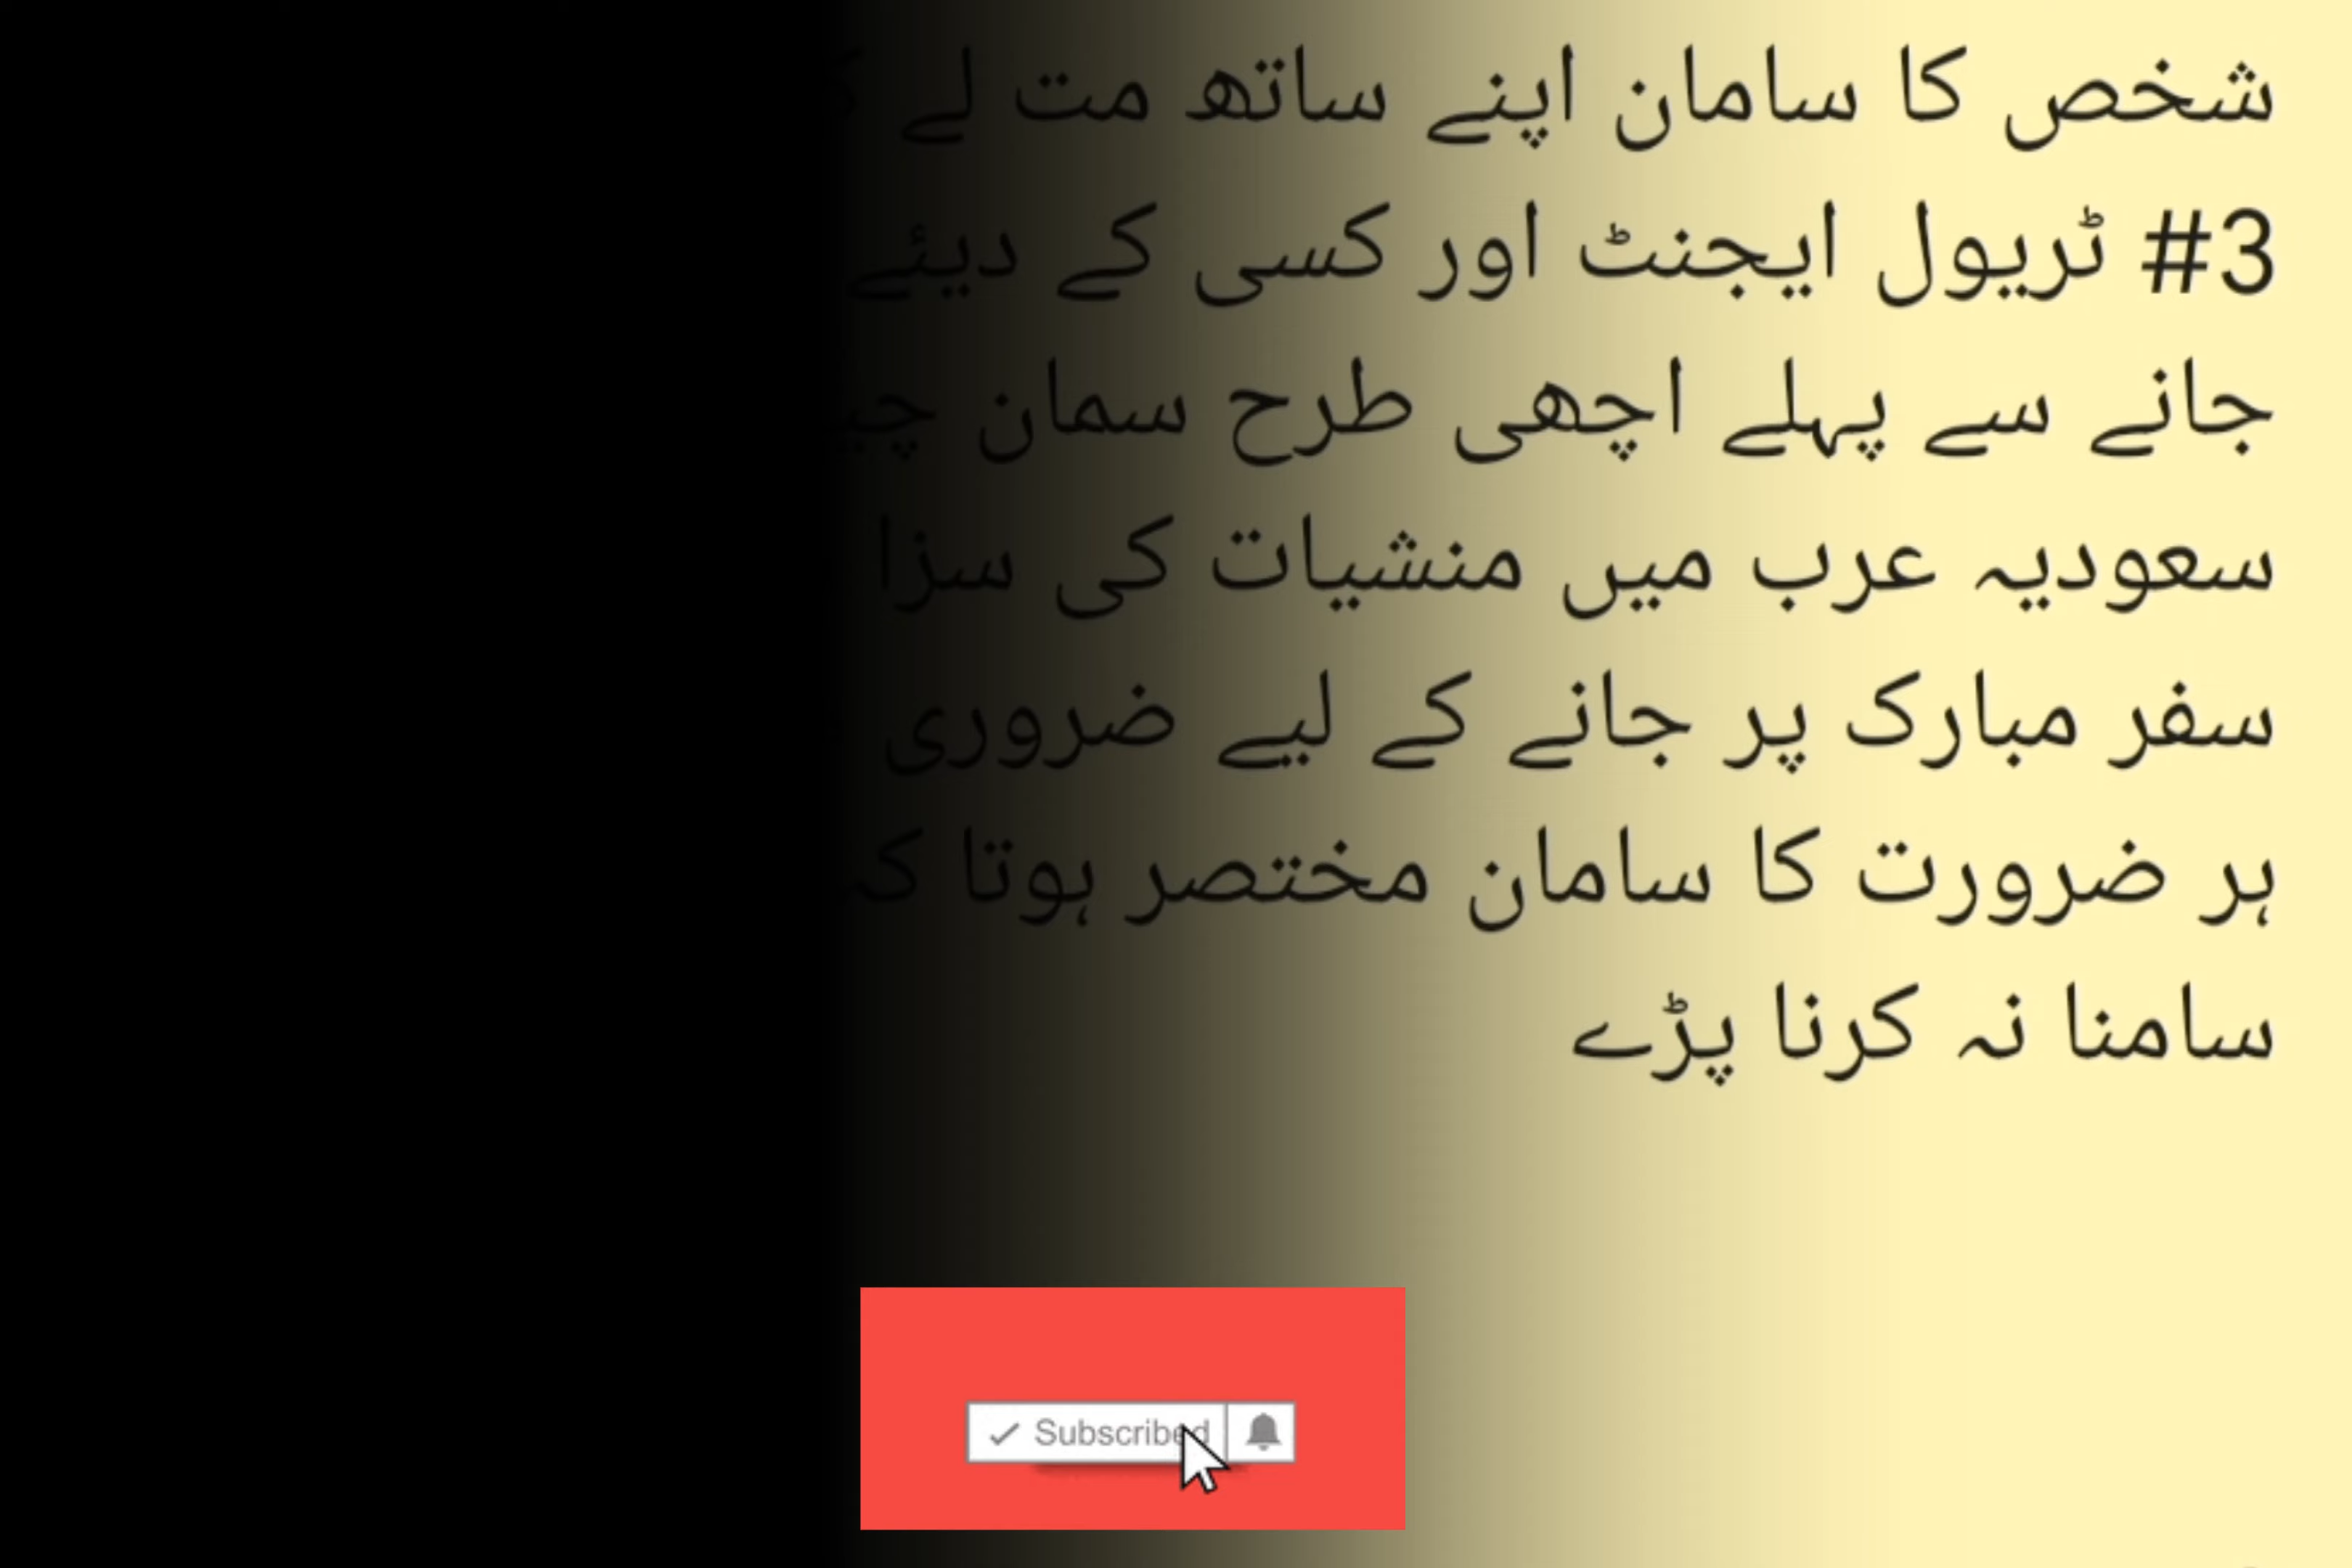 شخص کا سامان اپنے ساتھ مت لے
#3 ٹریول ایجنٹ اور کسی کے دیئے
جانے سے پہلے اچھی طرح سمان
سعودیہ عرب میں منشیات کی سزا
سفر مبارک پر جانے کے لیے ضروری
ہر ضرورت کا سامان مختصر ہوتا کہ
سامنا نہ کرنا پڑے
Subscribed